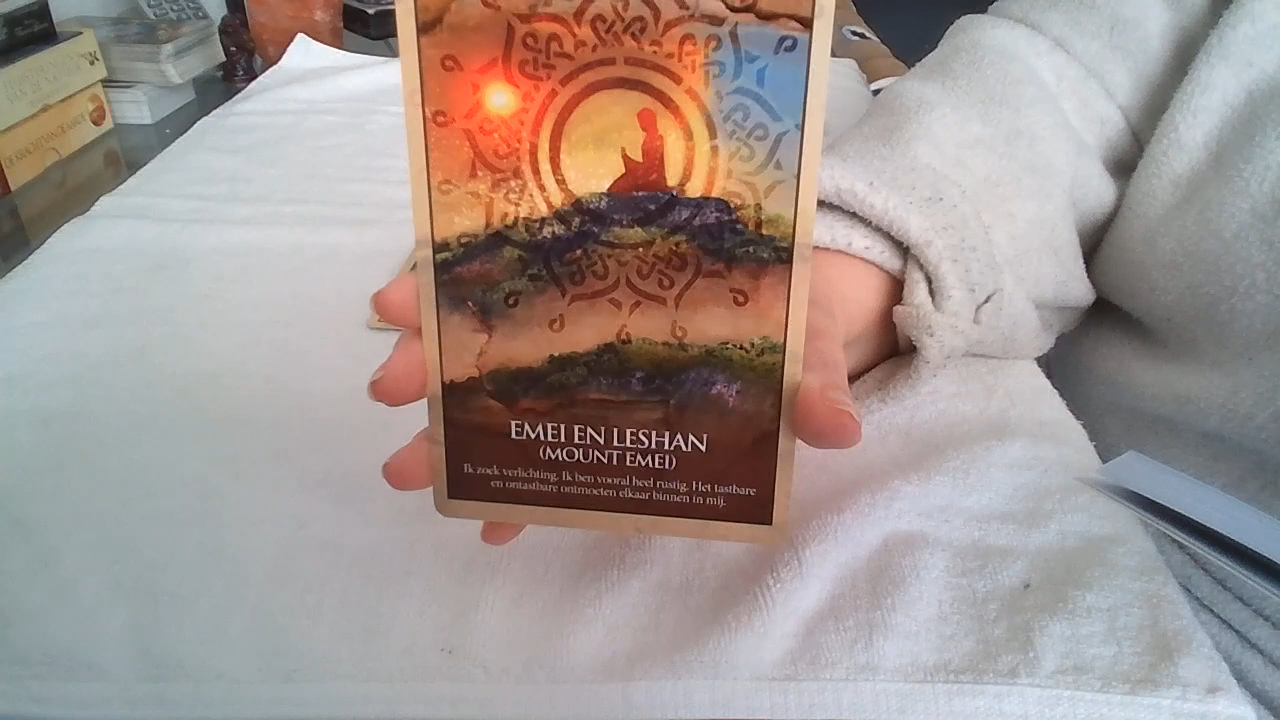 EMEI EN LESHAN
(MOUNT EMEI)
Ik zoek verlichting. Ik ben vooral heel rustig. Het tastbare
en ontastbare ontmoeten elkaar binnen in mij.